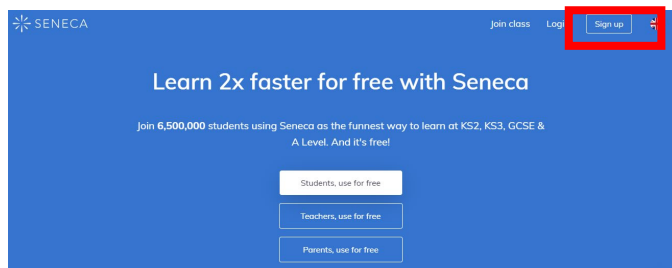 SENECA
Join class Logi Sign up
Learn 2x faster for free with Seneca
Join 6,500,000 students using Seneca as the funnest way to learn at KS2, KS3, GCSE &
A Level. And it's free!
Students, use for free
Teachers, use for free
Parents, use for free